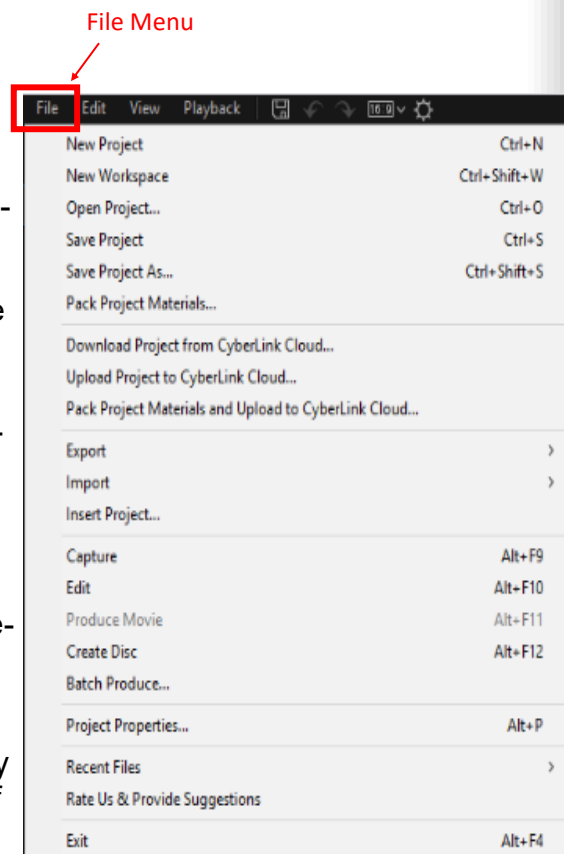 File Menu
File Edit View Playback 16:9
New Project Ctrl+N
New Workspace Ctrl+Shift+W
Open Project... Ctrl+O
Save Project Ctrl+S
Save Project As... Ctrl+Shift+S
Pack Project Materials...
Download Project from CyberLink Cloud...
Upload Project to CyberLink Cloud...
Pack Project Materials and Upload to CyberLink Cloud...
Export
Import
Insert Project...
Capture Alt+F9
Edit Alt+F10
Produce Movie Alt+F11
Create Disc Alt+F12
Batch Produce...
Project Properties... Alt+P
Recent Files
Rate Us & Provide Suggestions
Exit Alt+F4